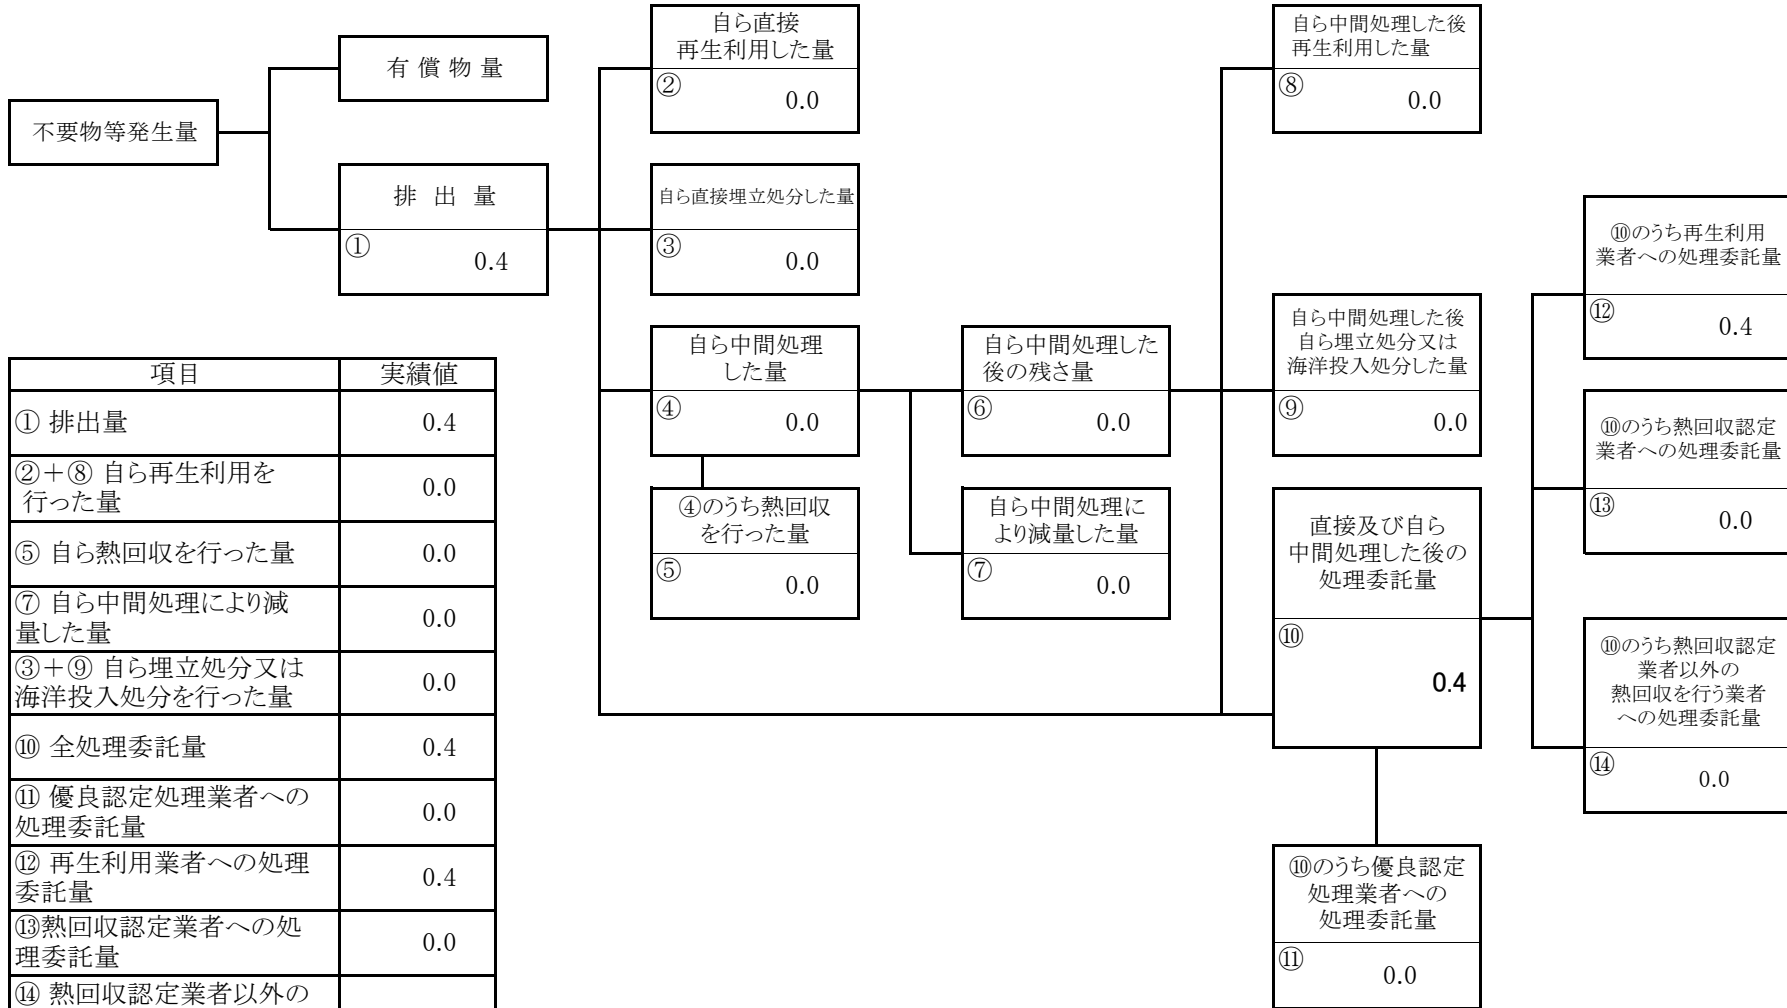 不要物等発生量
有 償 物 量
排 出 量
①
0.4
自ら直接
再生利用した量
②
0.0
自ら直接埋立処分した量
③
0.0
自ら中間処理
した量
④
0.0
④のうち熱回収
を行った量
⑤
0.0
自ら中間処理した
後の残さ量
⑥
0.0
自ら中間処理に
より減量した量
⑦
0.0
自ら中間処理した後
再生利用した量
⑧
0.0
自ら中間処理した後
自ら埋立処分又は
海洋投入処分した量
⑨
0.0
直接及び自ら
中間処理した後の
処理委託量
⑩
0.4
⑩のうち優良認定
処理業者への
処理委託量
⑪
0.0
⑩のうち再生利用
業者への処理委託量
⑫
0.4
⑩のうち熱回収認定
業者への処理委託量
⑬
0.0
⑩のうち熱回収認定
業者以外の
熱回収を行う業者
への処理委託量
⑭
0.0
項目 実績値
① 排出量 0.4
②+⑧ 自ら再生利用を
行った量 0.0
⑤ 自ら熱回収を行った量 0.0
⑦ 自ら中間処理により減
量した量 0.0
③+⑨ 自ら埋立処分又は
海洋投入処分を行った量 0.0
⑩ 全処理委託量 0.4
⑪ 優良認定処理業者への
処理委託量 0.0
⑫ 再生利用業者への処理
委託量 0.4
⑬熱回収認定業者への処
理委託量 0.0
⑭ 熱回収認定業者以外の